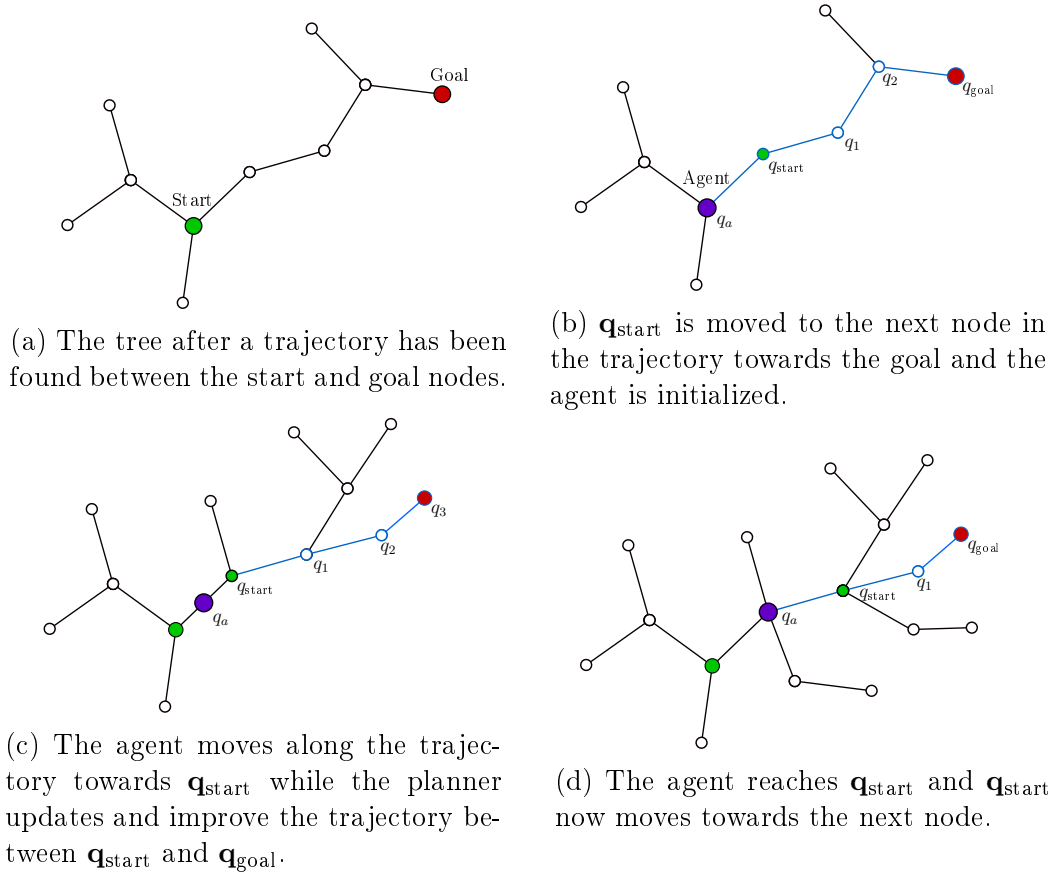 Goal
Start
(a) The tree after a trajectory has been
found between the start and goal nodes.
q2
qgoal
q1
qstart
Agent
qa
(b) qstart is moved to the next node in
the trajectory towards the goal and the
agent is initialized.
q3
q2
q1
qstart
qa
(c) The agent moves along the trajec-
tory towards qstart while the planner
updates and improve the trajectory be-
tween qstart and qgoal.
qgoal
q1
qstart
qa
(d) The agent reaches qstart and qstart
now moves towards the next node.